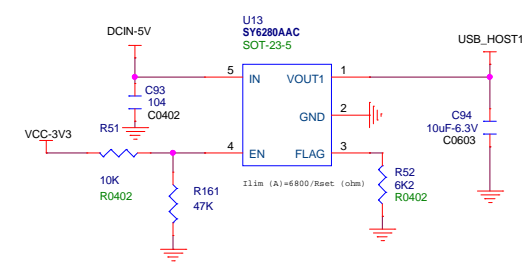 U13
SY6280AAC
SOT-23-5
DCIN-5V
USB_HOST1
5
IN
VOUT1
1
C93
104
C0402
GND
2
C94
10uF-6.3V
C0603
R51
VCC-3V3
4
EN
FLAG
3
10K
R0402
R161
47K
Ilim (A)=6800/Rset (ohm)
R52
6K2
R0402